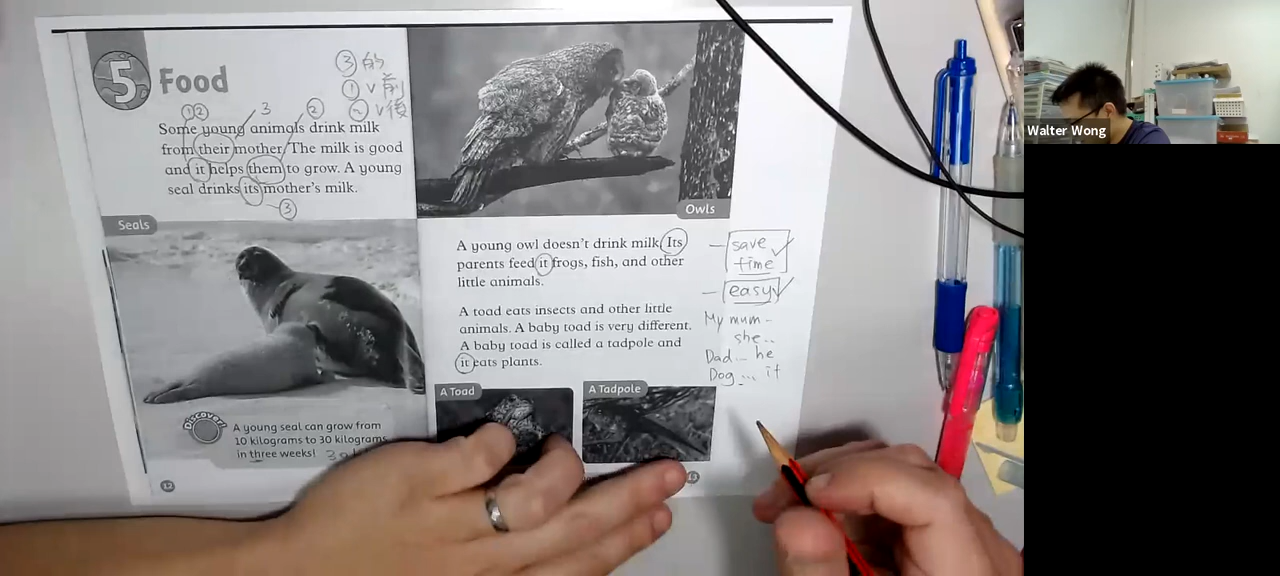 5 Food
③ 的
① v 前
② v 後
①② 3 ②
Some young animals drink milk
from their mother. The milk is good
and it helps them to grow. A young
seal drinks its mother's milk.
③
Seals
Discover!
A young seal can grow from
10 kilograms to 30 kilograms
in three weeks!
12
Owls
A young owl doesn't drink milk. Its
parents feed it frogs, fish, and other
little animals.
A toad eats insects and other little
animals. A baby toad is very different.
A baby toad is called a tadpole and
it eats plants.
A Toad
A Tadpole
13
– save ✓
time
– easy ✓
My mum –
she..
Dad... he
Dog ... it
Walter Wong